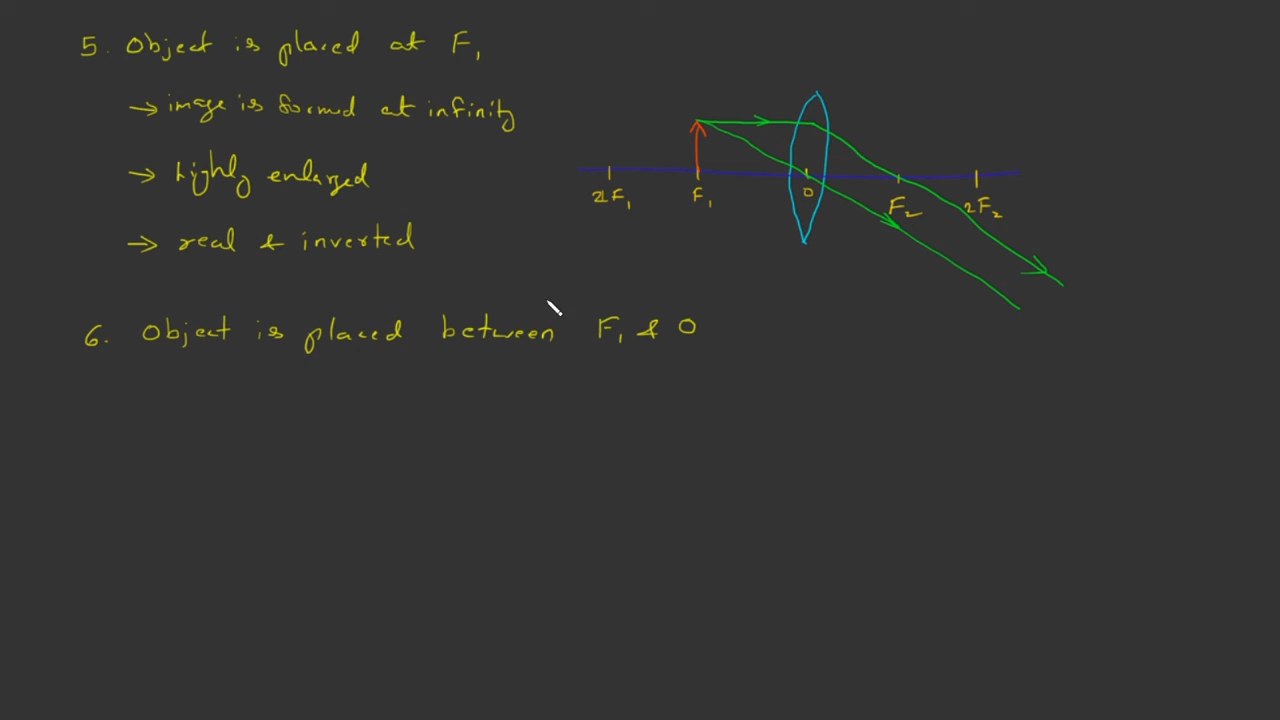 5. Object is placed at F₁
→ image is formed at infinity
→ highly enlarged
→ real & inverted
2F₁ F₁ O F₂ 2F₂
6. Object is placed between F₁ & O